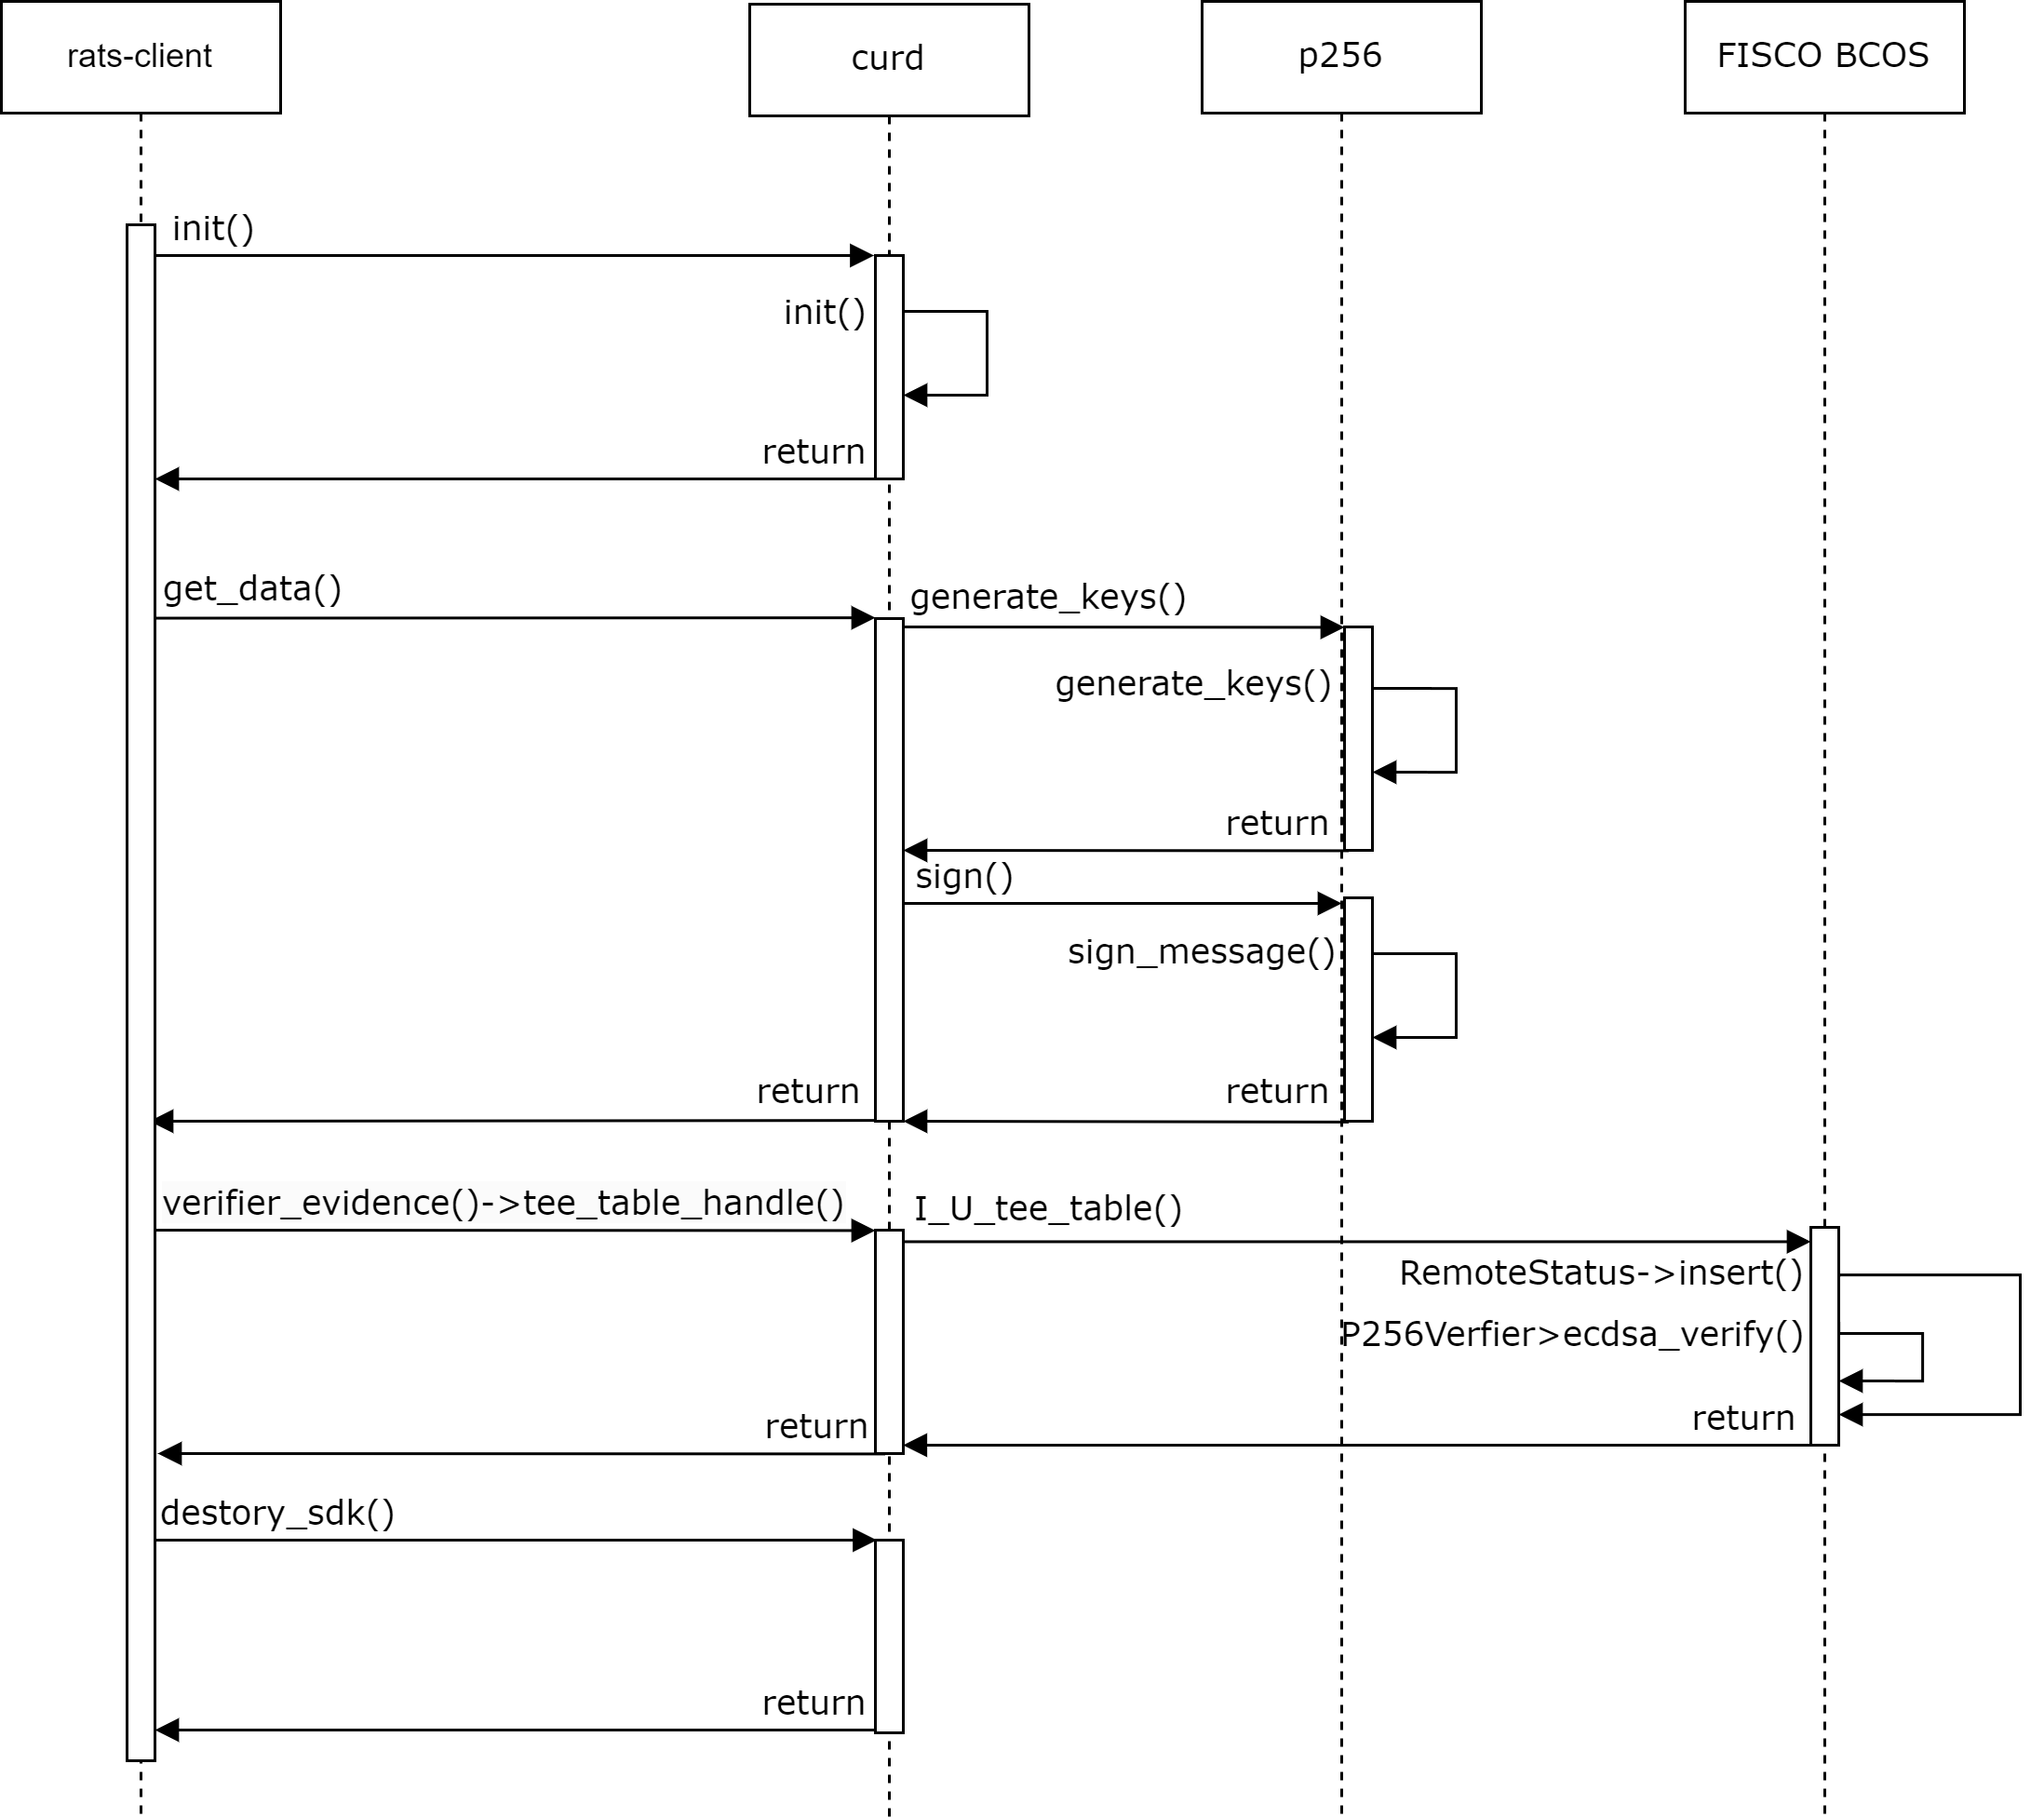 rats-client
curd
p256
FISCO BCOS
init()
init()
return
get_data()
generate_keys()
generate_keys()
return
sign()
sign_message()
return
return
verifier_evidence()->tee_table_handle()
I_U_tee_table()
RemoteStatus->insert()
P256Verfier>ecdsa_verify()
return
return
destory_sdk()
return